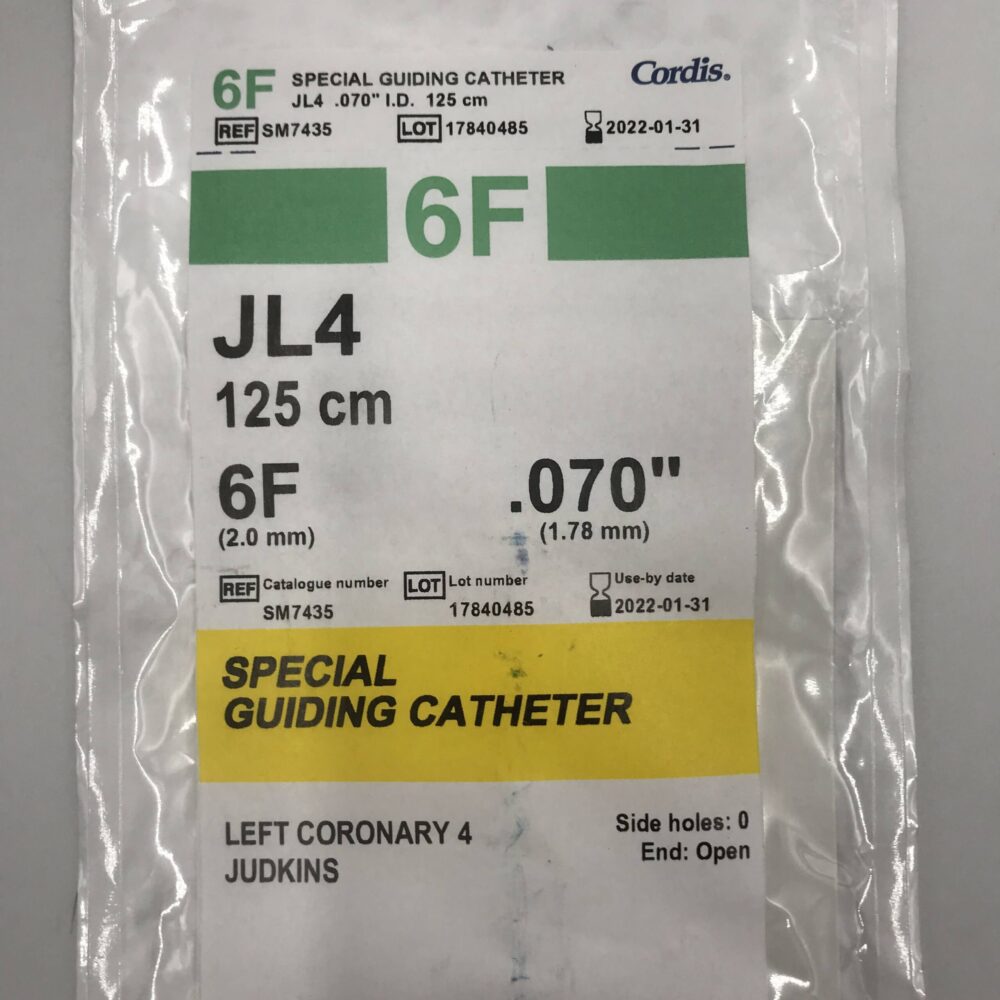 6F SPECIAL GUIDING CATHETER Cordis.
JL4 .070" I.D. 125 cm
REF SM7435 LOT 17840485 2022-01-31
6F
JL4
125 cm
6F .070"
(2.0 mm) (1.78 mm)
REF Catalogue number LOT Lot number Use-by date
SM7435 17840485 2022-01-31
SPECIAL
GUIDING CATHETER
LEFT CORONARY 4 Side holes: 0
JUDKINS End: Open